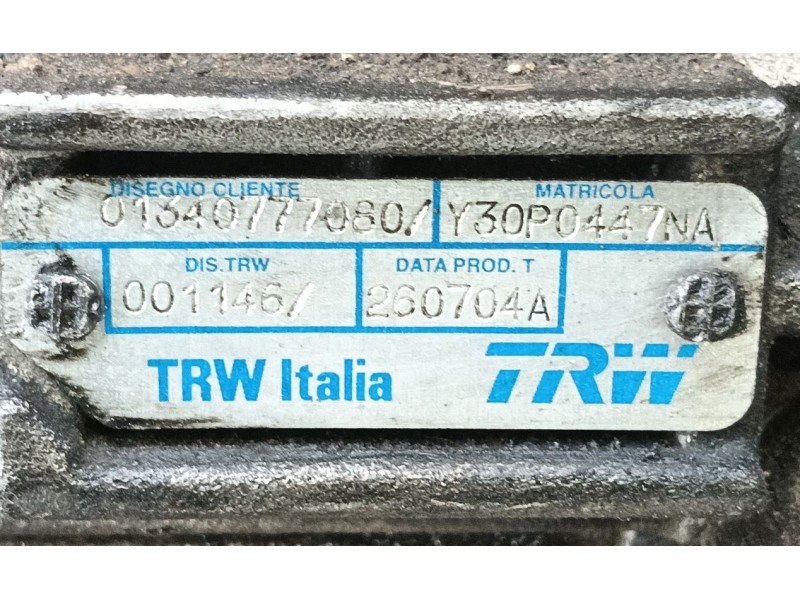 DISEGNO CLIENTE MATRICOLA
01340777080/ Y30P0447NA
DIS.TRW DATA PROD. T
001146/ 260704A
TRW Italia TRW